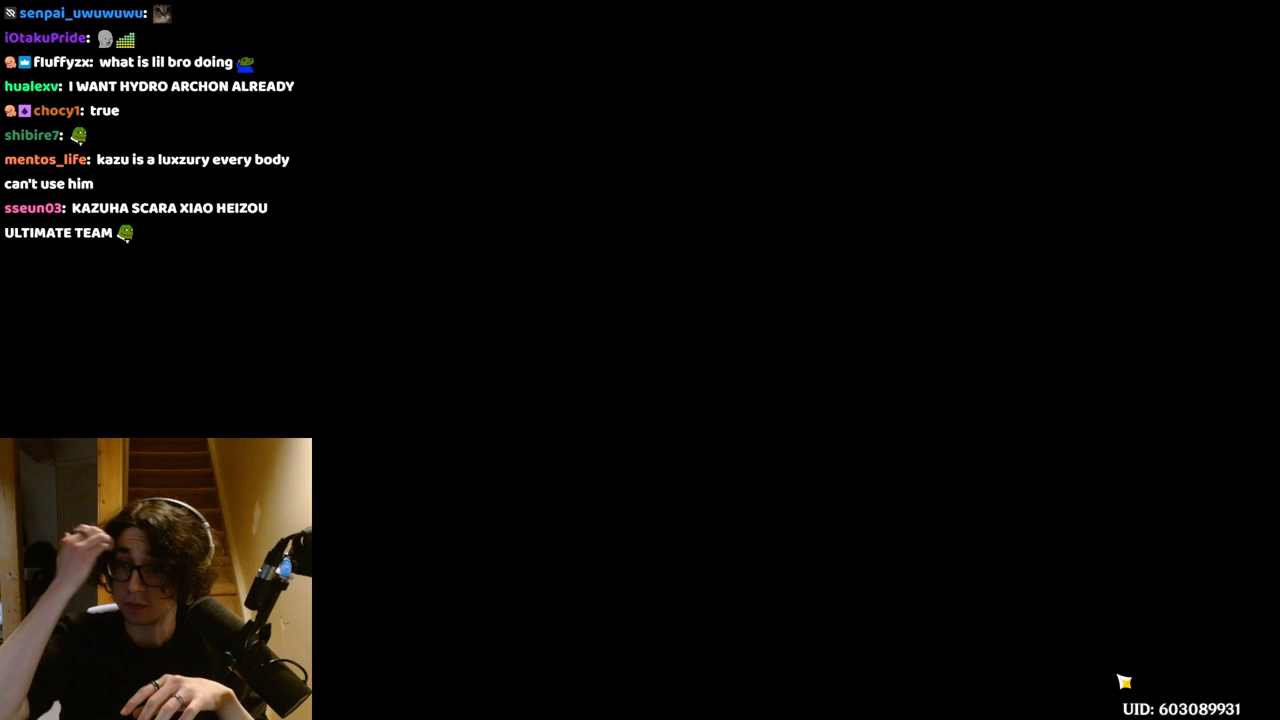 senpai_uwuwuwu:
iOtakuPride:
fluffyzx: what is lil bro doing
hualexv: I WANT HYDRO ARCHON ALREADY
chocy1: true
shibire7:
mentos_life: kazu is a luxzury every body
can't use him
sseun03: KAZUHA SCARA XIAO HEIZOU
ULTIMATE TEAM
UID: 603089931